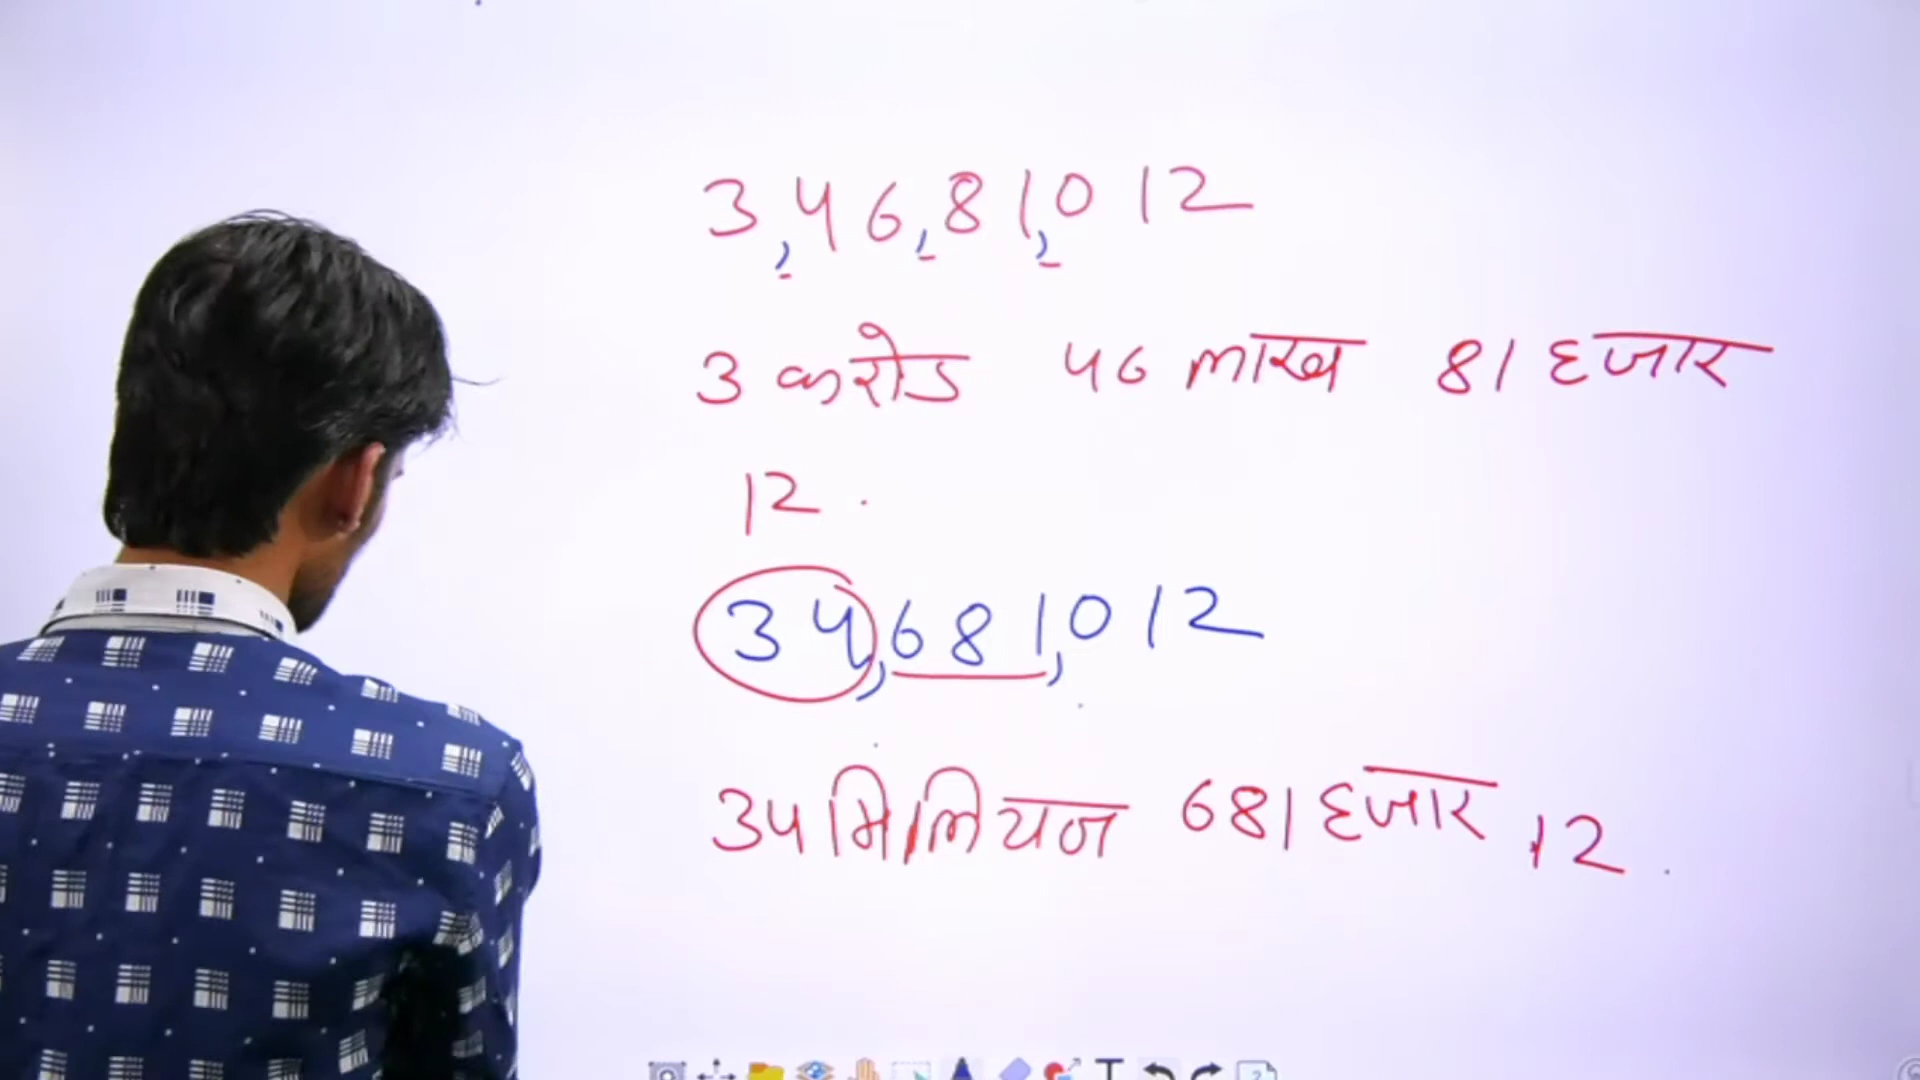 3,46,81,012
3 करोड 46 लाख 81 हजार
12.
34,681,012
34 मिलियन 681 हजार, 12.